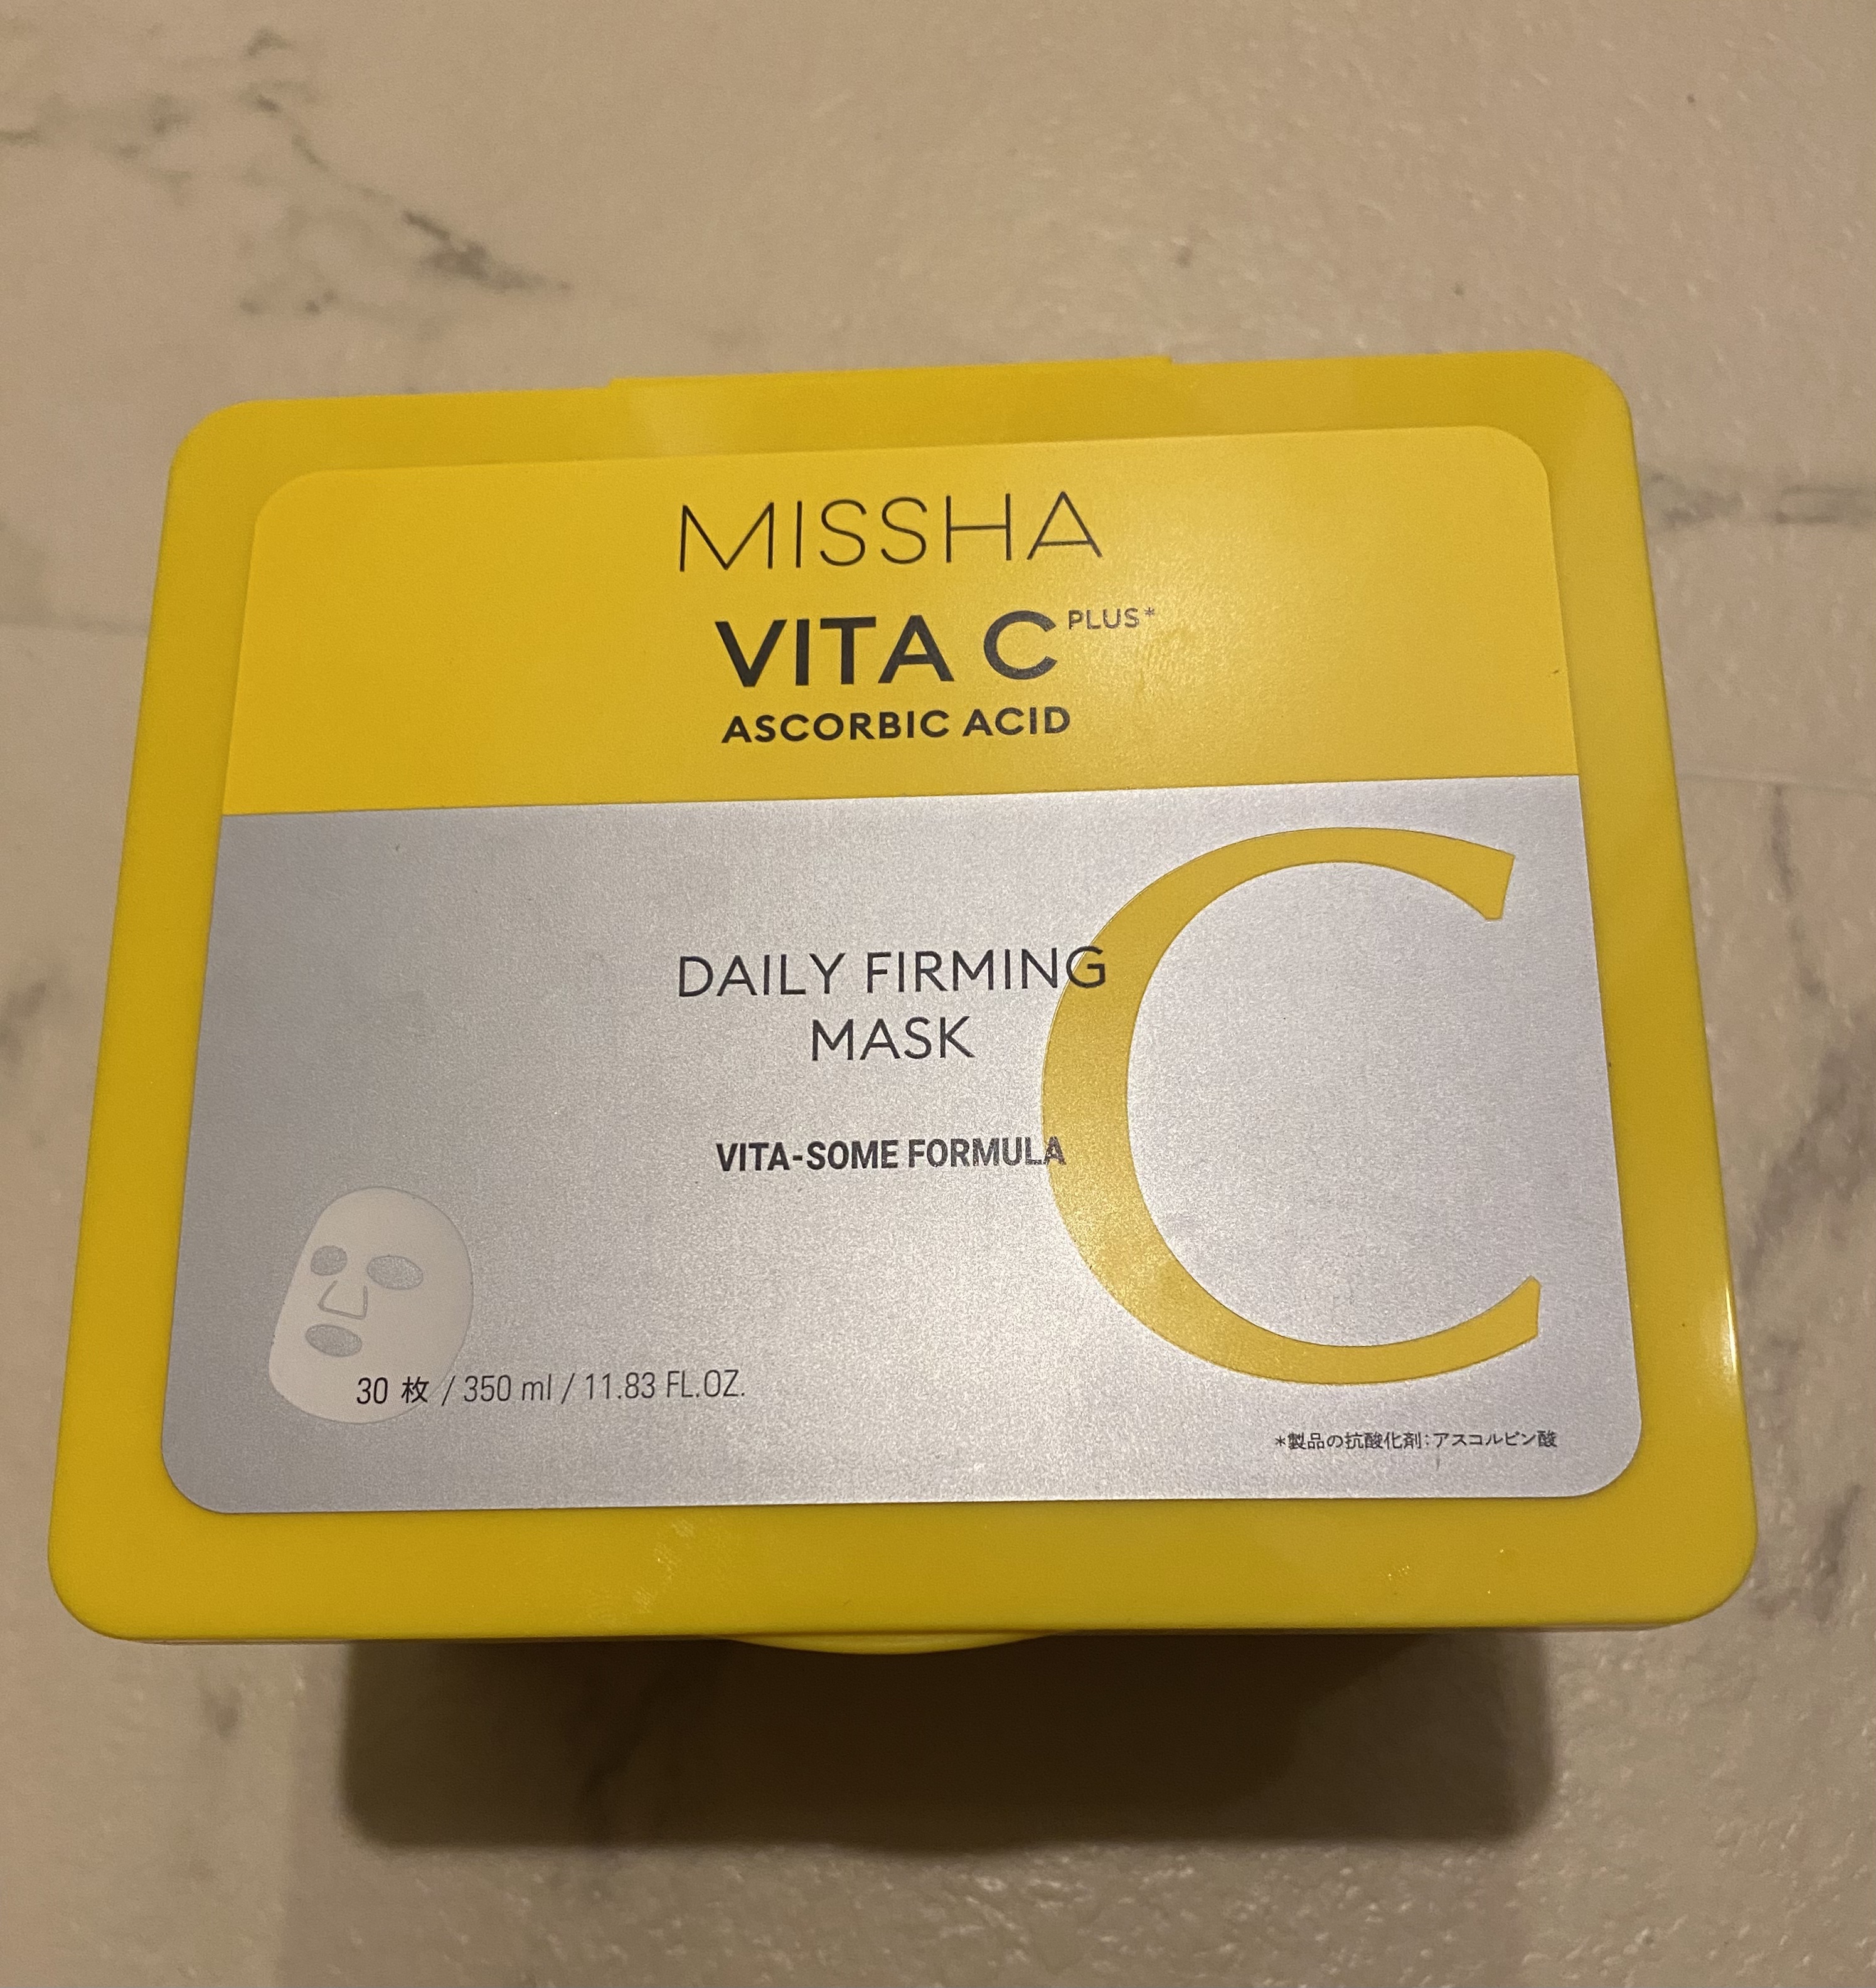 MISSHA
VITA C PLUS*
ASCORBIC ACID
DAILY FIRMING
MASK
VITA-SOME FORMULA
30 枚 / 350 ml / 11.83 FL.OZ.
*製品の抗酸化剤:アスコルビン酸